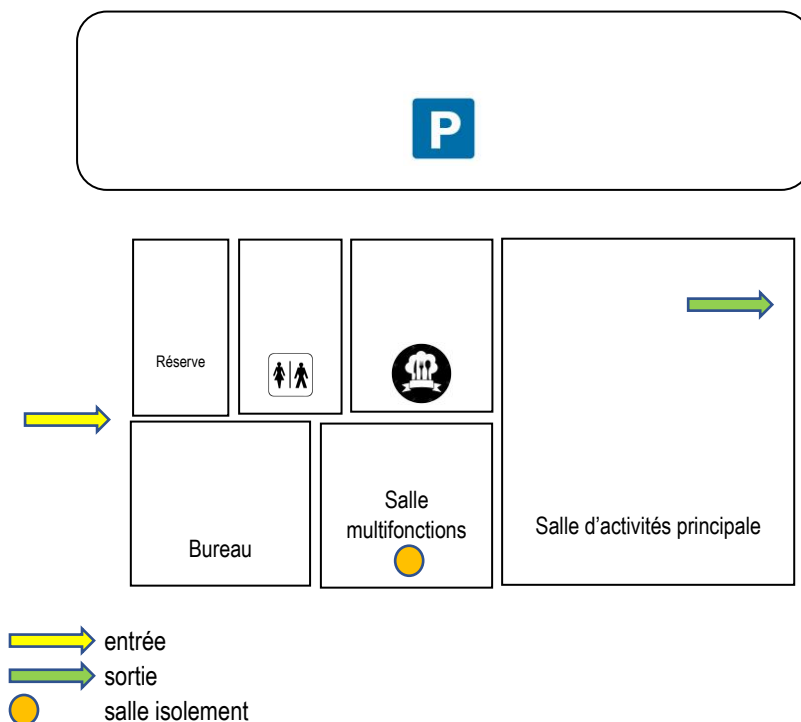 P
Réserve
Salle
multifonctions
Bureau
Salle d'activités principale
entrée
sortie
salle isolement